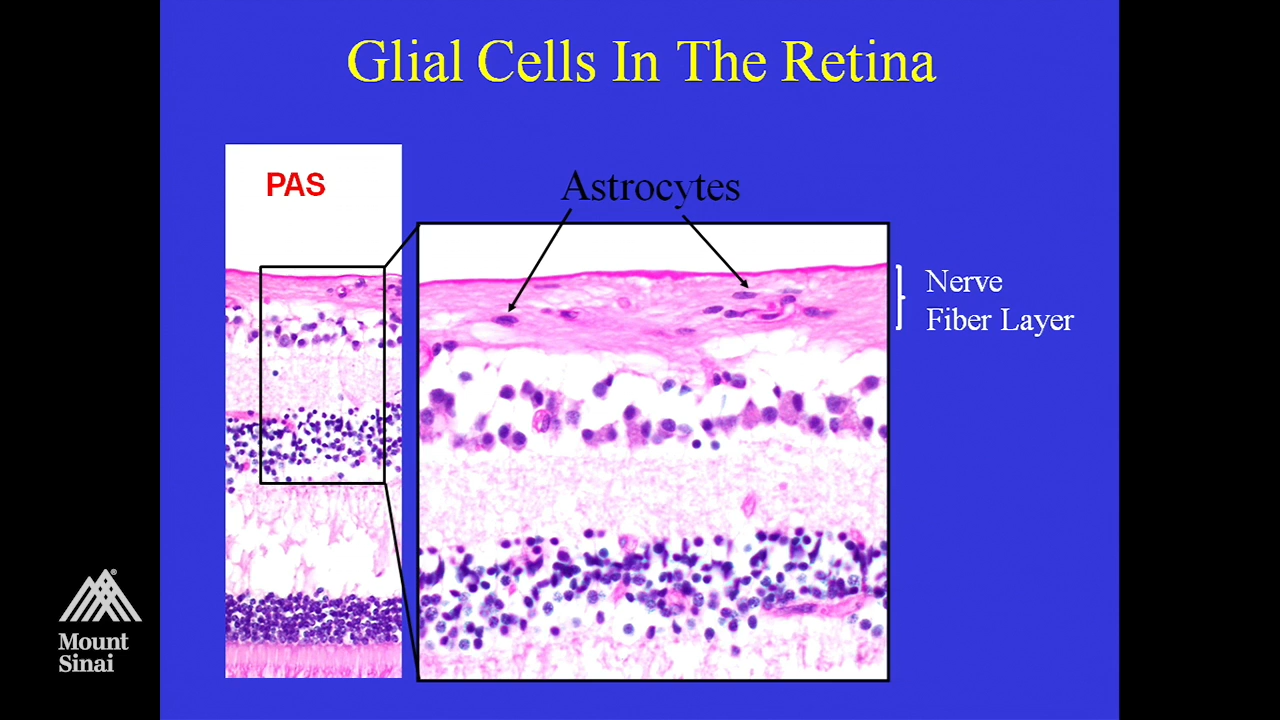 Glial Cells In The Retina
PAS
Astrocytes
Nerve
Fiber Layer
Mount
Sinai